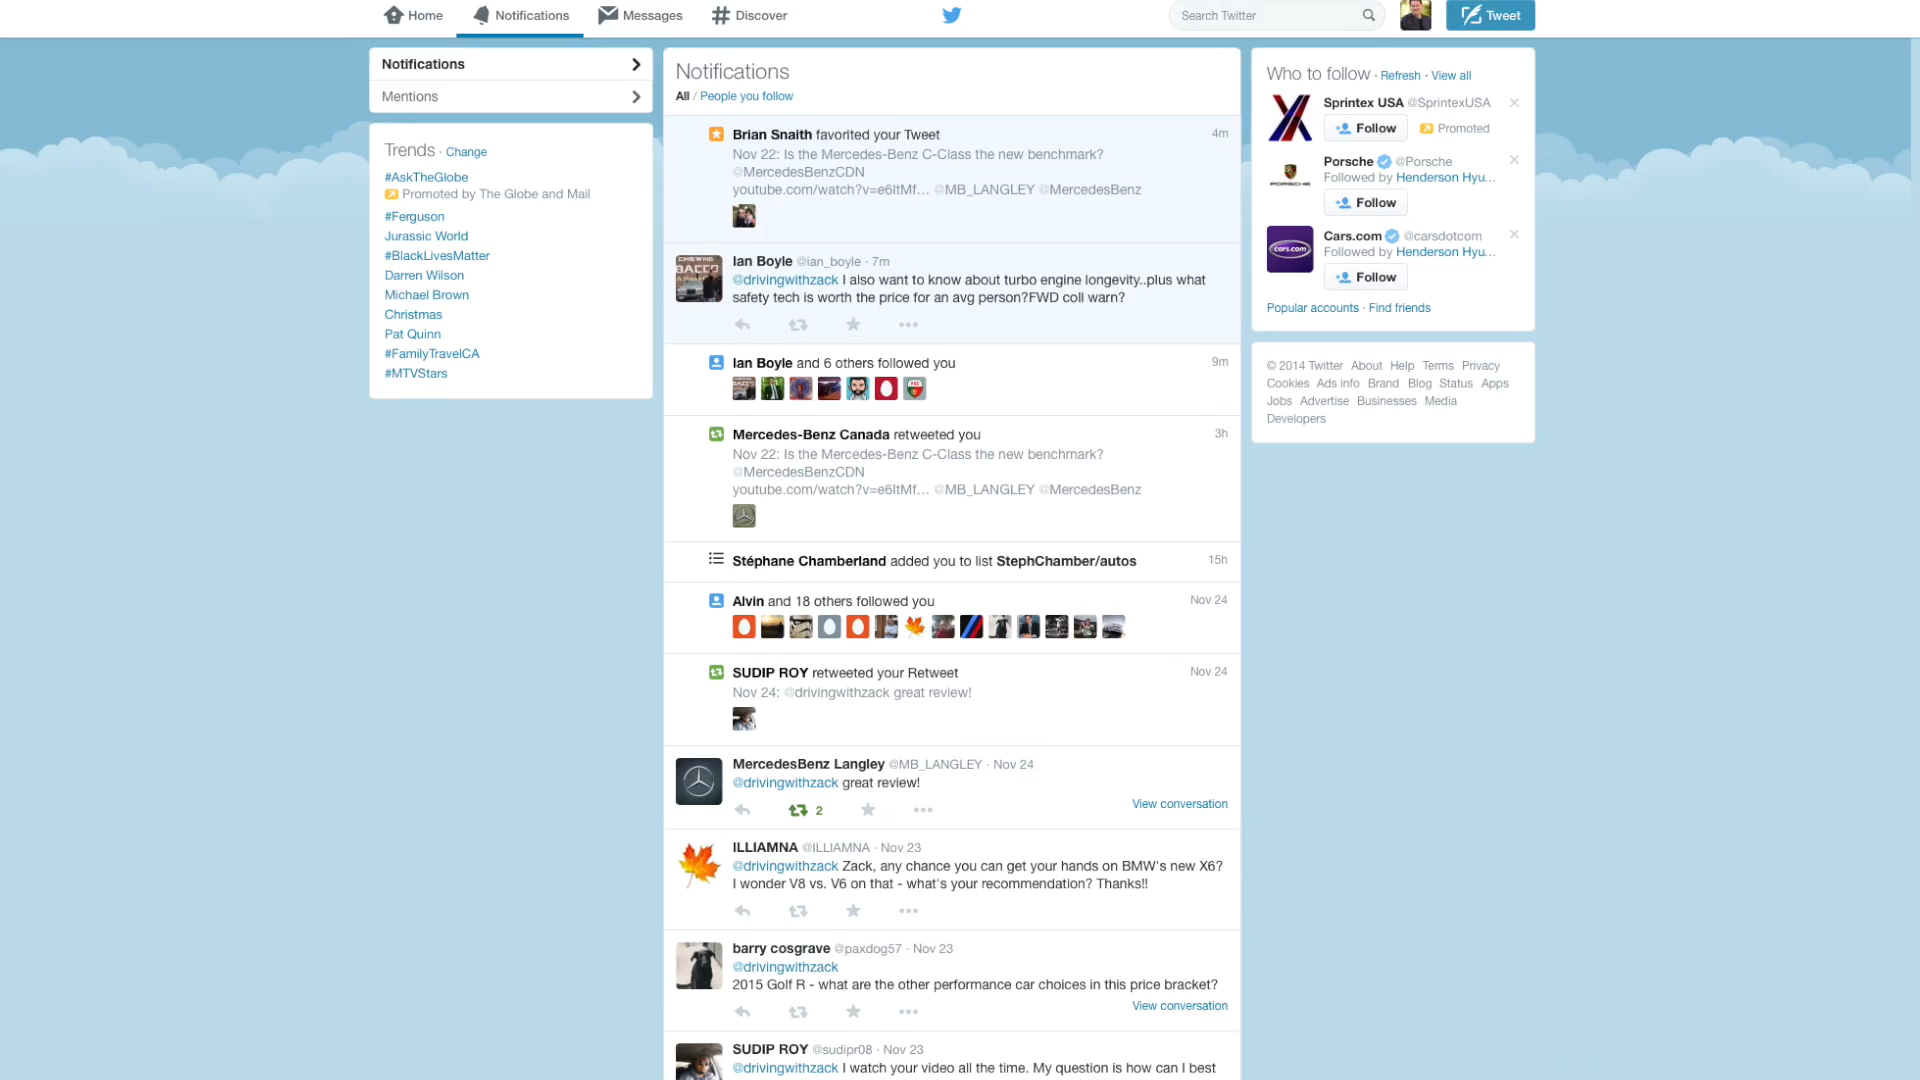 Home Notifications Messages Discover Search Twitter Tweet
Notifications
Mentions
Trends · Change
#AskTheGlobe
Promoted by The Globe and Mail
#Ferguson
Jurassic World
#BlackLivesMatter
Darren Wilson
Michael Brown
Christmas
Pat Quinn
#FamilyTravelCA
#MTVStars
Notifications
All / People you follow
Brian Snaith favorited your Tweet 4m
Nov 22: Is the Mercedes-Benz C-Class the new benchmark?
@MercedesBenzCDN
youtube.com/watch?v=e6ItMf... @MB_LANGLEY @MercedesBenz
Ian Boyle @ian_boyle · 7m
@drivingwithzack I also want to know about turbo engine longevity..plus what
safety tech is worth the price for an avg person?FWD coll warn?
Ian Boyle and 6 others followed you 9m
Mercedes-Benz Canada retweeted you 3h
Nov 22: Is the Mercedes-Benz C-Class the new benchmark?
@MercedesBenzCDN
youtube.com/watch?v=e6ItMf... @MB_LANGLEY @MercedesBenz
Stéphane Chamberland added you to list StephChamber/autos 15h
Alvin and 18 others followed you Nov 24
SUDIP ROY retweeted your Retweet Nov 24
Nov 24: @drivingwithzack great review!
MercedesBenz Langley @MB_LANGLEY · Nov 24
@drivingwithzack great review!
2 View conversation
ILLIAMNA @ILLIAMNA · Nov 23
@drivingwithzack Zack, any chance you can get your hands on BMW's new X6?
I wonder V8 vs. V6 on that - what's your recommendation? Thanks!!
barry cosgrave @paxdog57 · Nov 23
@drivingwithzack
2015 Golf R - what are the other performance car choices in this price bracket?
View conversation
SUDIP ROY @sudipr08 · Nov 23
@drivingwithzack I watch your video all the time. My question is how can I best
Who to follow · Refresh · View all
Sprintex USA @SprintexUSA
Follow Promoted
Porsche @Porsche
Followed by Henderson Hyu...
PORSCHE
Follow
Cars.com @carsdotcom
cars.com
Followed by Henderson Hyu...
Follow
Popular accounts · Find friends
© 2014 Twitter About Help Terms Privacy
Cookies Ads info Brand Blog Status Apps
Jobs Advertise Businesses Media
Developers